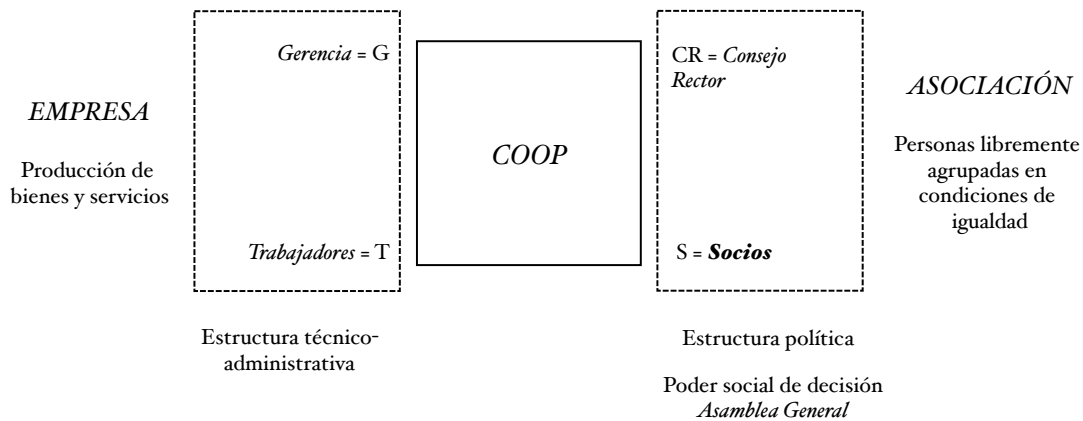 EMPRESA
Producción de
bienes y servicios
Gerencia = G
Trabajadores = T
Estructura técnico-
administrativa
COOP
CR = Consejo
Rector
S = Socios
Estructura política
Poder social de decisión
Asamblea General
ASOCIACIÓN
Personas libremente
agrupadas en
condiciones de
igualdad